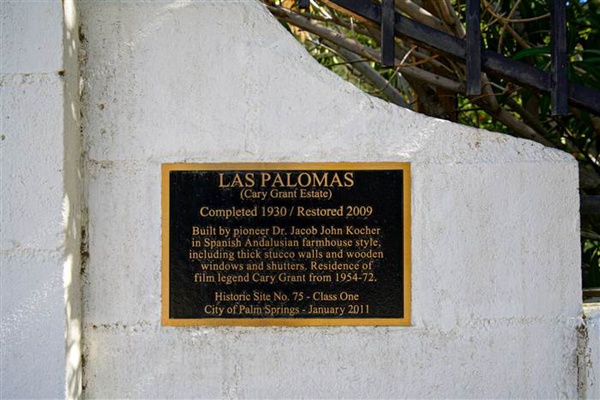 LAS PALOMAS
(Cary Grant Estate)
Completed 1930 / Restored 2009
Built by pioneer Dr. Jacob John Kocher
in Spanish Andalusian farmhouse style,
including thick stucco walls and wooden
windows and shutters. Residence of
film legend Cary Grant from 1954-72.
Historic Site No. 75 - Class One
City of Palm Springs - January 2011